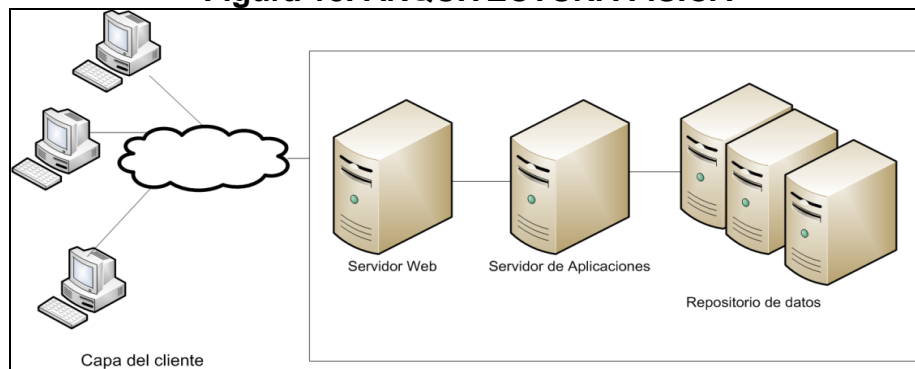 Servidor Web
Servidor de Aplicaciones
Repositorio de datos
Capa del cliente